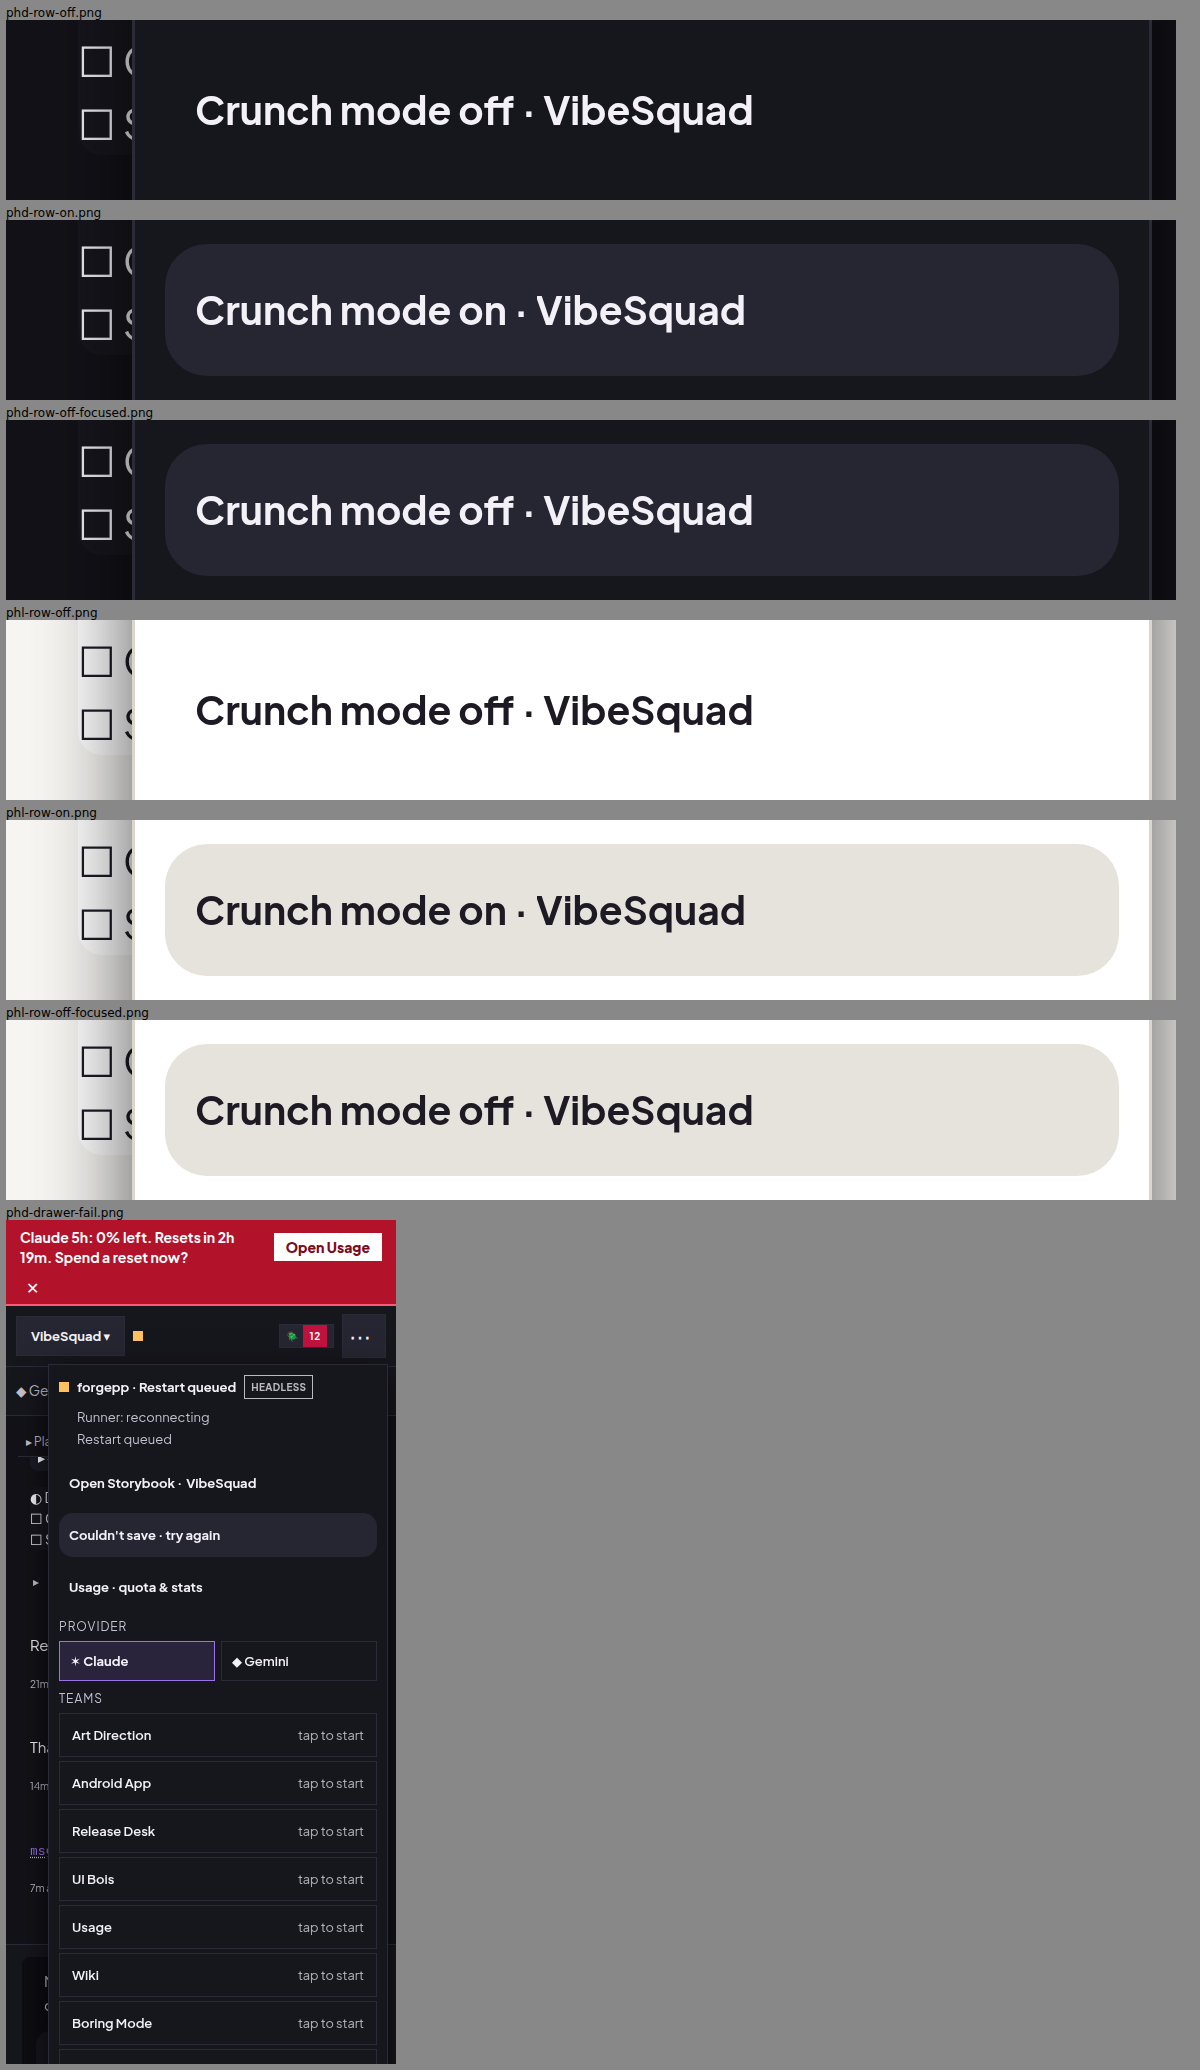 phd-row-off.png
Crunch mode off · VibeSquad
phd-row-on.png
Crunch mode on · VibeSquad
phd-row-off-focused.png
Crunch mode off · VibeSquad
phl-row-off.png
Crunch mode off · VibeSquad
phl-row-on.png
Crunch mode on · VibeSquad
phl-row-off-focused.png
Crunch mode off · VibeSquad
phd-drawer-fail.png
Claude 5h: 0% left. Resets in 2h
19m. Spend a reset now?
Open Usage
✕
VibeSquad ▾
12
...
forgepp · Restart queued HEADLESS
Runner: reconnecting
Restart queued
Open Storybook · VibeSquad
Couldn't save · try again
Usage · quota & stats
PROVIDER
✶ Claude
◆ Gemini
TEAMS
Art Direction tap to start
Android App tap to start
Release Desk tap to start
UI Bois tap to start
Usage tap to start
Wiki tap to start
Boring Mode tap to start
21m
14m